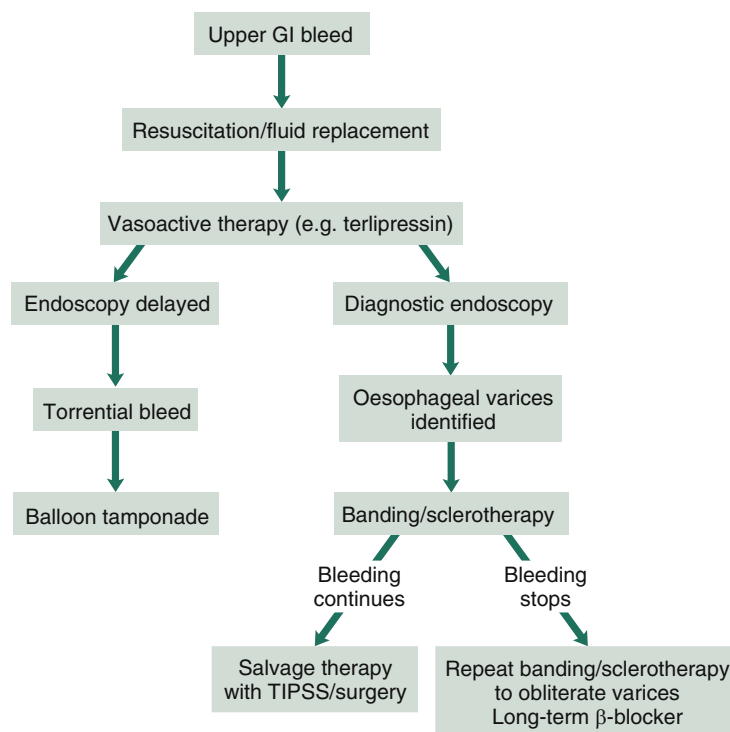 Upper GI bleed
Resuscitation/fluid replacement
Vasoactive therapy (e.g. terlipressin)
Endoscopy delayed
Diagnostic endoscopy
Torrential bleed
Oesophageal varices
identified
Balloon tamponade
Banding/sclerotherapy
Bleeding
continues
Bleeding
stops
Salvage therapy
with TIPSS/surgery
Repeat banding/sclerotherapy
to obliterate varices
Long-term β-blocker